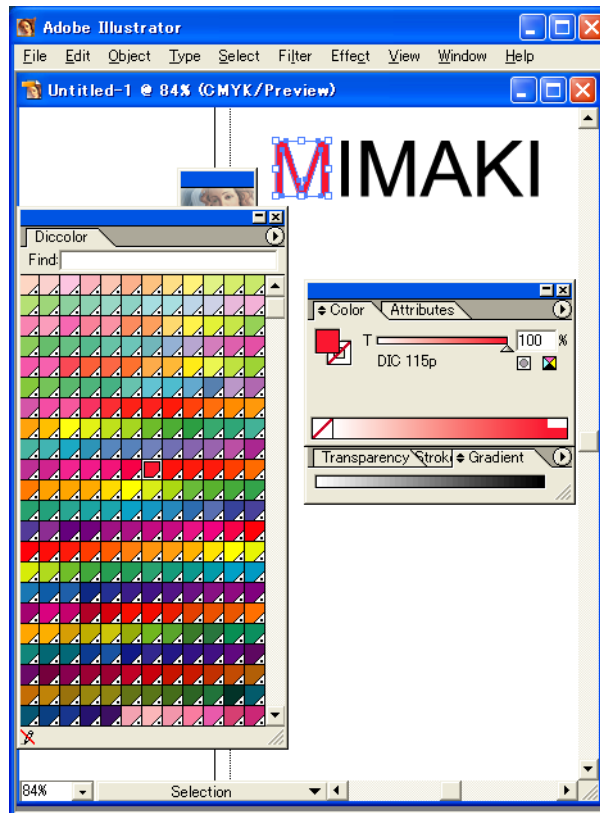 Adobe Illustrator
File Edit Object Type Select Filter Effect View Window Help
Untitled-1 @ 84% (CMYK/Preview)
MIMAKI
Diccolor
Find:
Color Attributes
T 100 %
DIC 115p
Transparency Strok Gradient
84% Selection